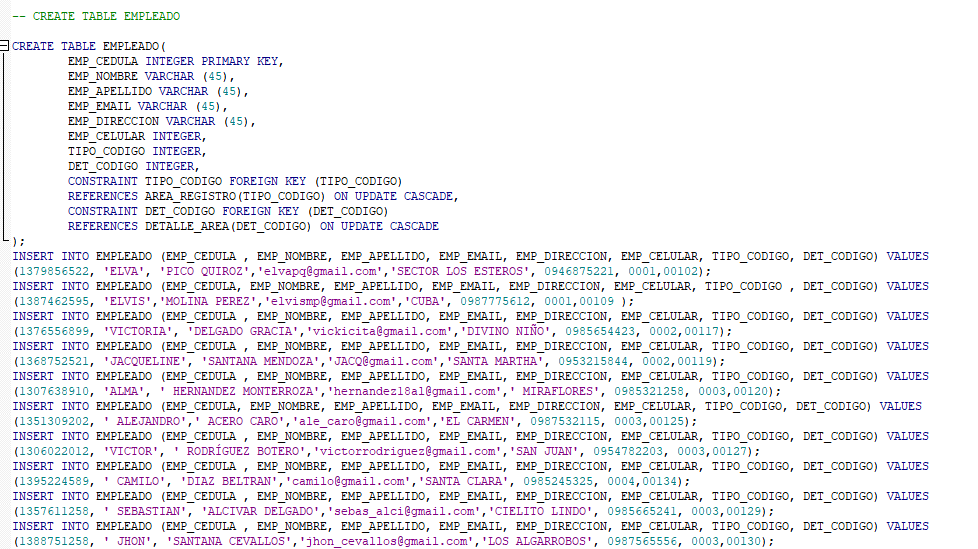 -- CREATE TABLE EMPLEADO
CREATE TABLE EMPLEADO(
EMP_CEDULA INTEGER PRIMARY KEY,
EMP_NOMBRE VARCHAR (45),
EMP_APELLIDO VARCHAR (45),
EMP_EMAIL VARCHAR (45),
EMP_DIRECCION VARCHAR (45),
EMP_CELULAR INTEGER,
TIPO_CODIGO INTEGER,
DET_CODIGO INTEGER,
CONSTRAINT TIPO_CODIGO FOREIGN KEY (TIPO_CODIGO)
REFERENCES AREA_REGISTRO(TIPO_CODIGO) ON UPDATE CASCADE,
CONSTRAINT DET_CODIGO FOREIGN KEY (DET_CODIGO)
REFERENCES DETALLE_AREA(DET_CODIGO) ON UPDATE CASCADE
);
INSERT INTO EMPLEADO (EMP_CEDULA , EMP_NOMBRE, EMP_APELLIDO, EMP_EMAIL, EMP_DIRECCION, EMP_CELULAR, TIPO_CODIGO, DET_CODIGO) VALUES
(1379856522, 'ELVA', 'PICO QUIROZ','elvapq@gmail.com','SECTOR LOS ESTEROS', 0946875221, 0001,00102);
INSERT INTO EMPLEADO (EMP_CEDULA, EMP_NOMBRE, EMP_APELLIDO, EMP_EMAIL, EMP_DIRECCION, EMP_CELULAR, TIPO_CODIGO , DET_CODIGO) VALUES
(1387462595, 'ELVIS','MOLINA PEREZ','elvismp@gmail.com','CUBA', 0987775612, 0001,00109 );
INSERT INTO EMPLEADO (EMP_CEDULA , EMP_NOMBRE, EMP_APELLIDO, EMP_EMAIL, EMP_DIRECCION, EMP_CELULAR, TIPO_CODIGO, DET_CODIGO) VALUES
(1376556899, 'VICTORIA', 'DELGADO GRACIA','vickicita@gmail.com','DIVINO NIÑO', 0985654423, 0002,00117);
INSERT INTO EMPLEADO (EMP_CEDULA , EMP_NOMBRE, EMP_APELLIDO, EMP_EMAIL, EMP_DIRECCION, EMP_CELULAR, TIPO_CODIGO, DET_CODIGO) VALUES
(1368752521, 'JACQUELINE', 'SANTANA MENDOZA','JACQ@gmail.com','SANTA MARTHA', 0953215844, 0002,00119);
INSERT INTO EMPLEADO (EMP_CEDULA , EMP_NOMBRE, EMP_APELLIDO, EMP_EMAIL, EMP_DIRECCION, EMP_CELULAR, TIPO_CODIGO, DET_CODIGO) VALUES
(1307638910, 'ALMA', ' HERNANDEZ MONTERROZA','hernandez18al@gmail.com',' MIRAFLORES', 0985321258, 0003,00120);
INSERT INTO EMPLEADO (EMP_CEDULA, EMP_NOMBRE, EMP_APELLIDO, EMP_EMAIL, EMP_DIRECCION, EMP_CELULAR, TIPO_CODIGO, DET_CODIGO) VALUES
(1351309202, ' ALEJANDRO',' ACERO CARO','ale_caro@gmail.com','EL CARMEN', 0987532115, 0003,00125);
INSERT INTO EMPLEADO (EMP_CEDULA , EMP_NOMBRE, EMP_APELLIDO, EMP_EMAIL, EMP_DIRECCION, EMP_CELULAR, TIPO_CODIGO, DET_CODIGO) VALUES
(1306022012, 'VICTOR', ' RODRÍGUEZ BOTERO','victorrodriguez@gmail.com','SAN JUAN', 0954782203, 0003,00127);
INSERT INTO EMPLEADO (EMP_CEDULA , EMP_NOMBRE, EMP_APELLIDO, EMP_EMAIL, EMP_DIRECCION, EMP_CELULAR, TIPO_CODIGO, DET_CODIGO) VALUES
(1395224589, ' CAMILO', 'DIAZ BELTRAN','camilo@gmail.com','SANTA CLARA', 0985245325, 0004,00134);
INSERT INTO EMPLEADO (EMP_CEDULA , EMP_NOMBRE, EMP_APELLIDO, EMP_EMAIL, EMP_DIRECCION, EMP_CELULAR, TIPO_CODIGO, DET_CODIGO) VALUES
(1357611258, ' SEBASTIAN', 'ALCIVAR DELGADO','sebas_alci@gmail.com','CIELITO LINDO', 0985665241, 0003,00129);
INSERT INTO EMPLEADO (EMP_CEDULA , EMP_NOMBRE, EMP_APELLIDO, EMP_EMAIL, EMP_DIRECCION, EMP_CELULAR, TIPO_CODIGO, DET_CODIGO) VALUES
(1388751258, ' JHON', 'SANTANA CEVALLOS','jhon_cevallos@gmail.com','LOS ALGARROBOS', 0987565556, 0003,00130);